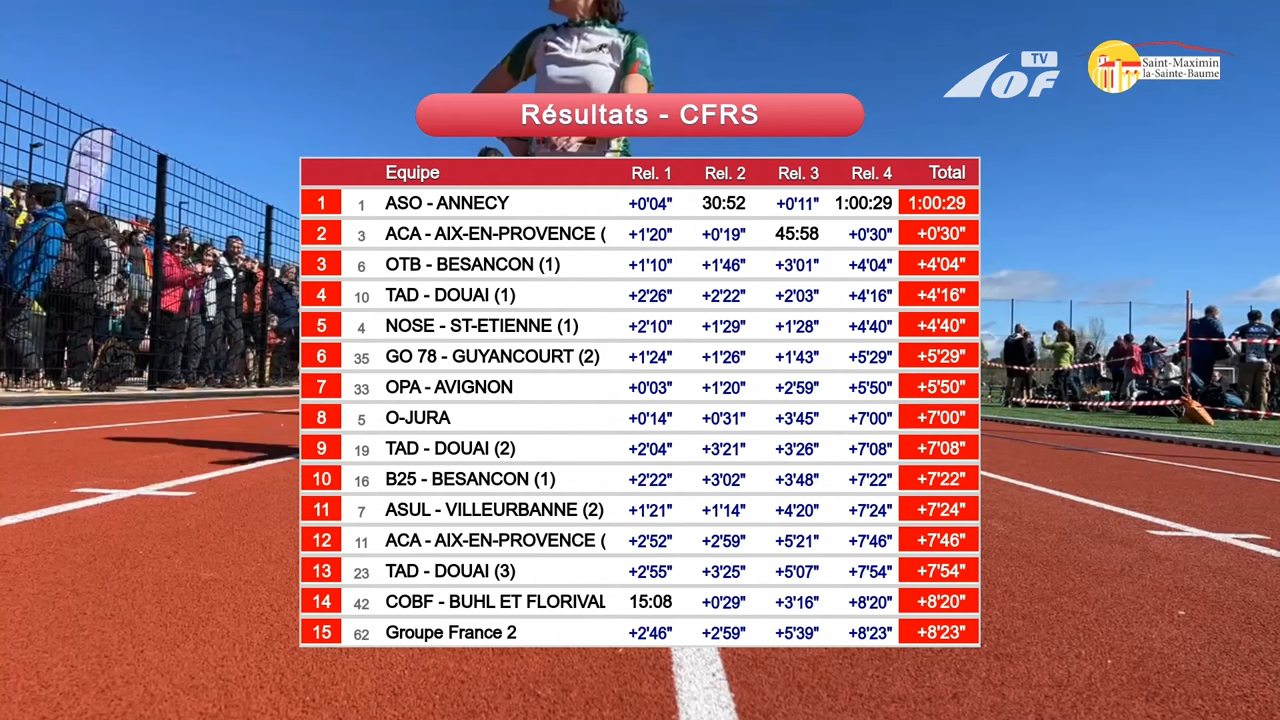 TV
OF
Saint-Maximin
la-Sainte-Baume
Résultats - CFRS
Equipe Rel. 1 Rel. 2 Rel. 3 Rel. 4 Total
1 1 ASO - ANNECY +0'04" 30:52 +0'11" 1:00:29 1:00:29
2 3 ACA - AIX-EN-PROVENCE ( +1'20" +0'19" 45:58 +0'30" +0'30"
3 6 OTB - BESANCON (1) +1'10" +1'46" +3'01" +4'04" +4'04"
4 10 TAD - DOUAI (1) +2'26" +2'22" +2'03" +4'16" +4'16"
5 4 NOSE - ST-ETIENNE (1) +2'10" +1'29" +1'28" +4'40" +4'40"
6 35 GO 78 - GUYANCOURT (2) +1'24" +1'26" +1'43" +5'29" +5'29"
7 33 OPA - AVIGNON +0'03" +1'20" +2'59" +5'50" +5'50"
8 5 O-JURA +0'14" +0'31" +3'45" +7'00" +7'00"
9 19 TAD - DOUAI (2) +2'04" +3'21" +3'26" +7'08" +7'08"
10 16 B25 - BESANCON (1) +2'22" +3'02" +3'48" +7'22" +7'22"
11 7 ASUL - VILLEURBANNE (2) +1'21" +1'14" +4'20" +7'24" +7'24"
12 11 ACA - AIX-EN-PROVENCE ( +2'52" +2'59" +5'21" +7'46" +7'46"
13 23 TAD - DOUAI (3) +2'55" +3'25" +5'07" +7'54" +7'54"
14 42 COBF - BUHL ET FLORIVAL 15:08 +0'29" +3'16" +8'20" +8'20"
15 62 Groupe France 2 +2'46" +2'59" +5'39" +8'23" +8'23"